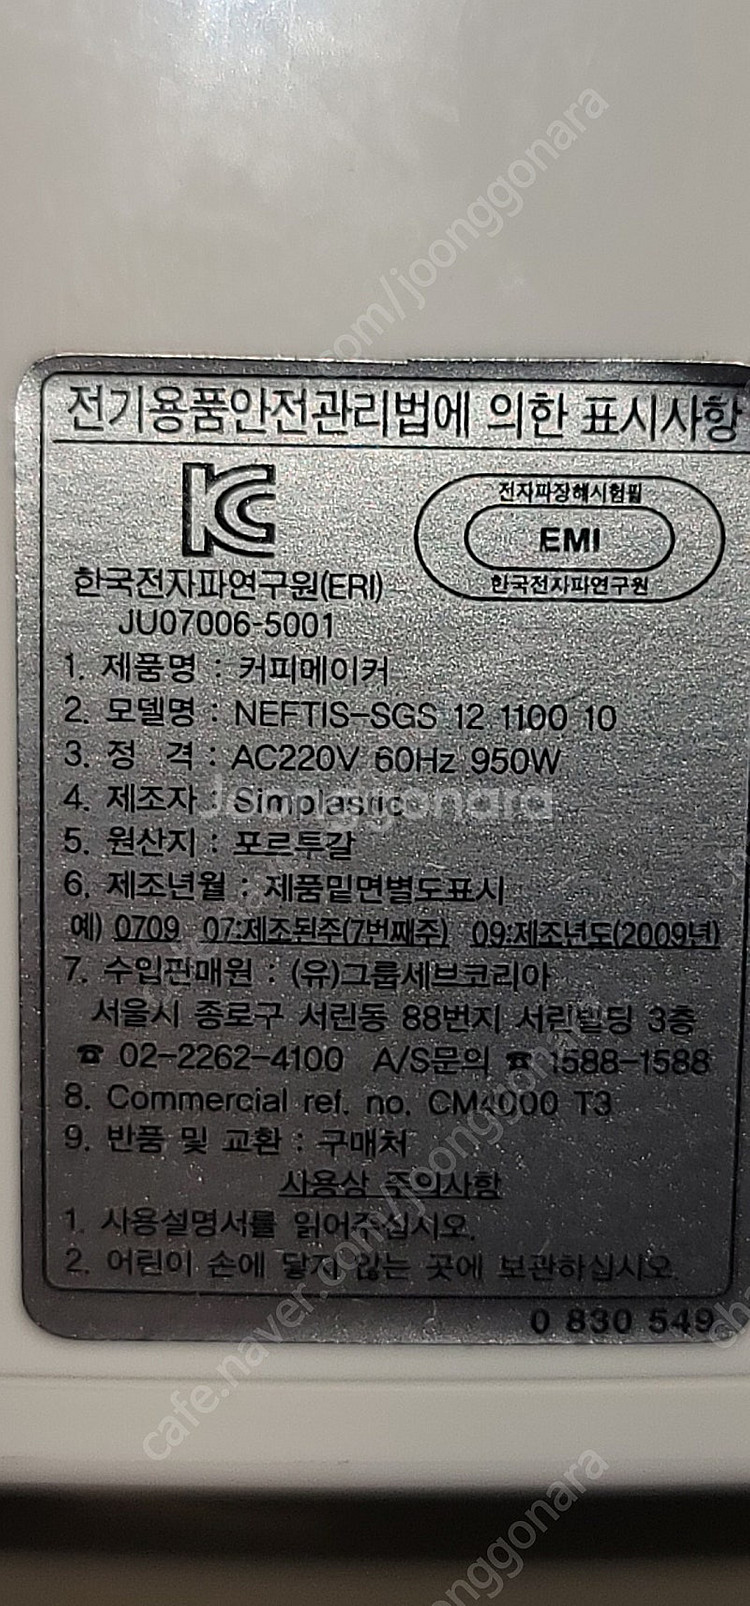 전기용품안전관리법에 의한 표시사항
전자파장해시험필
EMI
한국전자파연구원
한국전자파연구원(ERI)
JU07006-5001
1. 제품명 : 커피메이커
2. 모델명 : NEFTIS-SGS 12 1100 10
3. 정 격 : AC220V 60Hz 950W
4. 제조자 : Simplastic
Joonggonara
5. 원산지 : 포르투갈
6. 제조년월 : 제품밑면별도표시
예) 0709 07:제조된주(7번째주) 09:제조년도(2009년)
7. 수입판매원 : (유)그룹세브코리아
서울시 종로구 서린동 88번지 서린빌딩 3층
☎ 02-2262-4100 A/S문의 ☎ 1588-1588
8. Commercial ref. no. CM4000 T3
9. 반품 및 교환 : 구매처
사용상 주의사항
1. 사용설명서를 읽어주십시오.
2. 어린이 손에 닿지 않는 곳에 보관하십시오.
0 830 549
cafe.naver.com/joonggonara